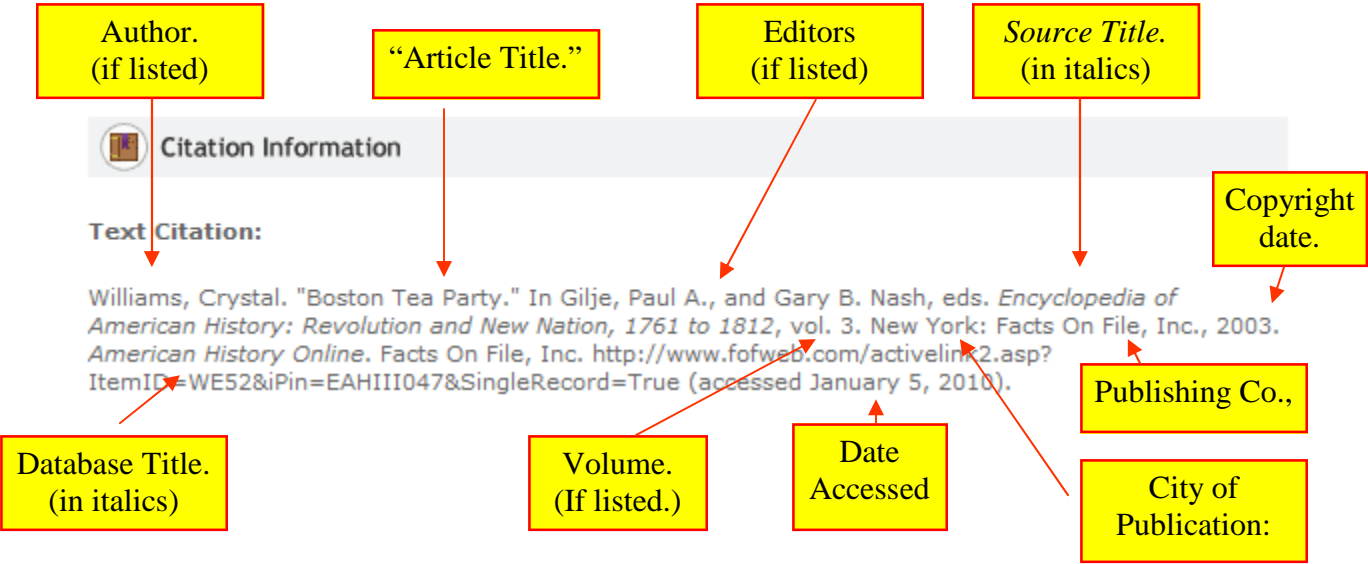 Author.
(if listed)
“Article Title.”
Editors
(if listed)
Source Title.
(in italics)
Citation Information
Copyright
date.
Text Citation:
Williams, Crystal. "Boston Tea Party." In Gilje, Paul A., and Gary B. Nash, eds. Encyclopedia of
American History: Revolution and New Nation, 1761 to 1812, vol. 3. New York: Facts On File, Inc., 2003.
American History Online. Facts On File, Inc. http://www.fofweb.com/activelink2.asp?
ItemID=WE52&iPin=EAHIII047&SingleRecord=True (accessed January 5, 2010).
Publishing Co.,
Database Title.
(in italics)
Volume.
(If listed.)
Date
Accessed
City of
Publication: